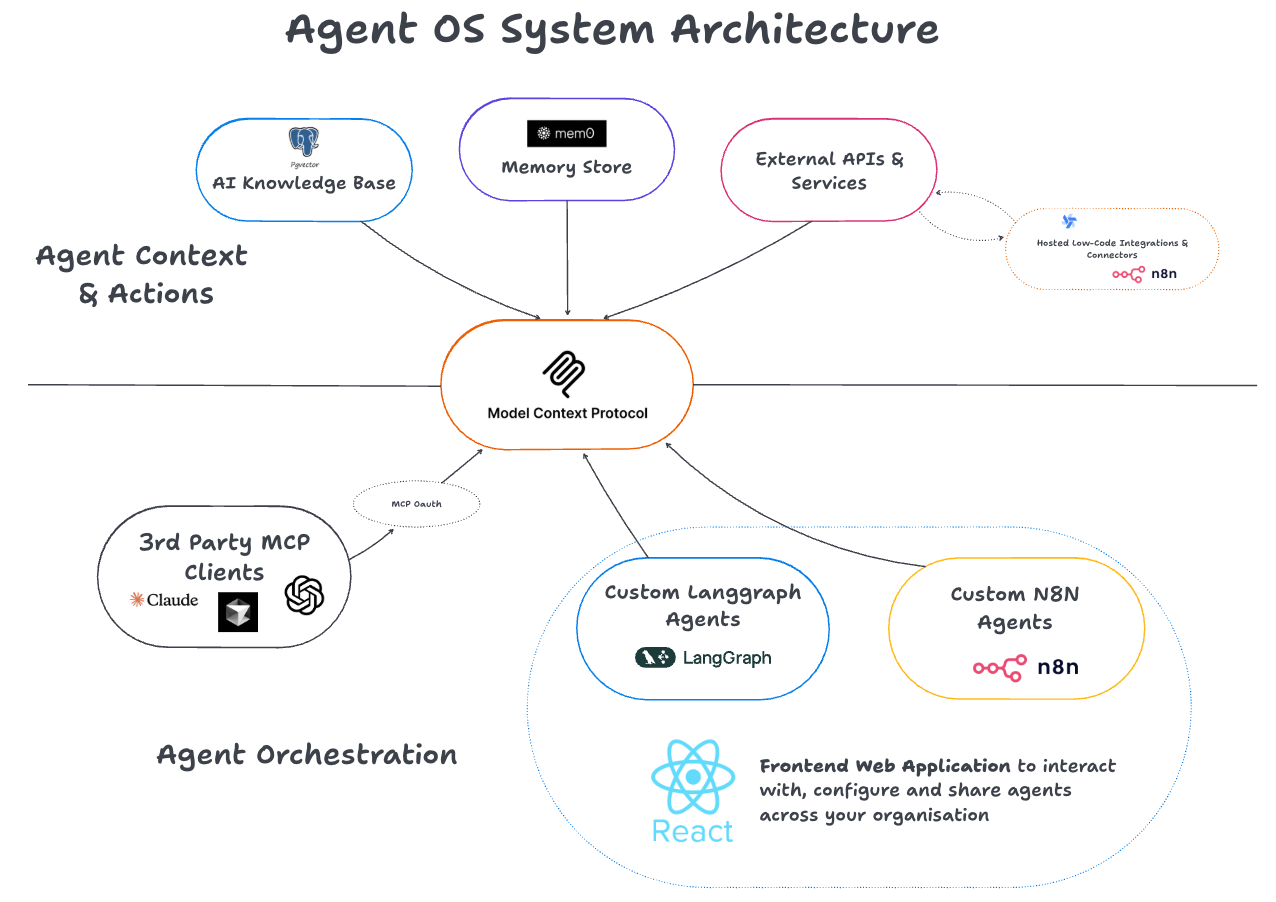 Agent OS System Architecture
Pgvector
AI Knowledge Base
mem0
Memory Store
External APIs &
Services
Hosted Low-Code Integrations &
Connectors
n8n
Agent Context
& Actions
Model Context Protocol
MCP Oauth
3rd Party MCP
Clients
Claude
Custom Langgraph
Agents
LangGraph
Custom N8N
Agents
n8n
Agent Orchestration
React
Frontend Web Application to interact
with, configure and share agents
across your organisation